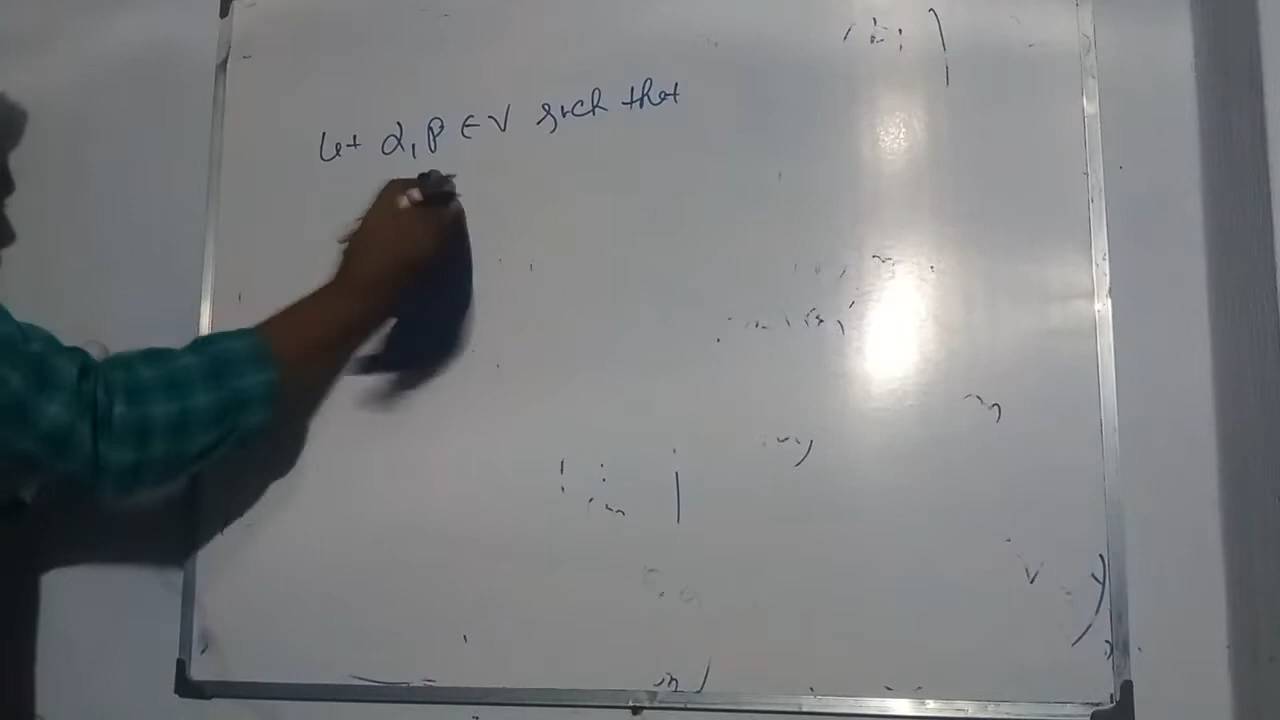 Let α, β ∈ V such that